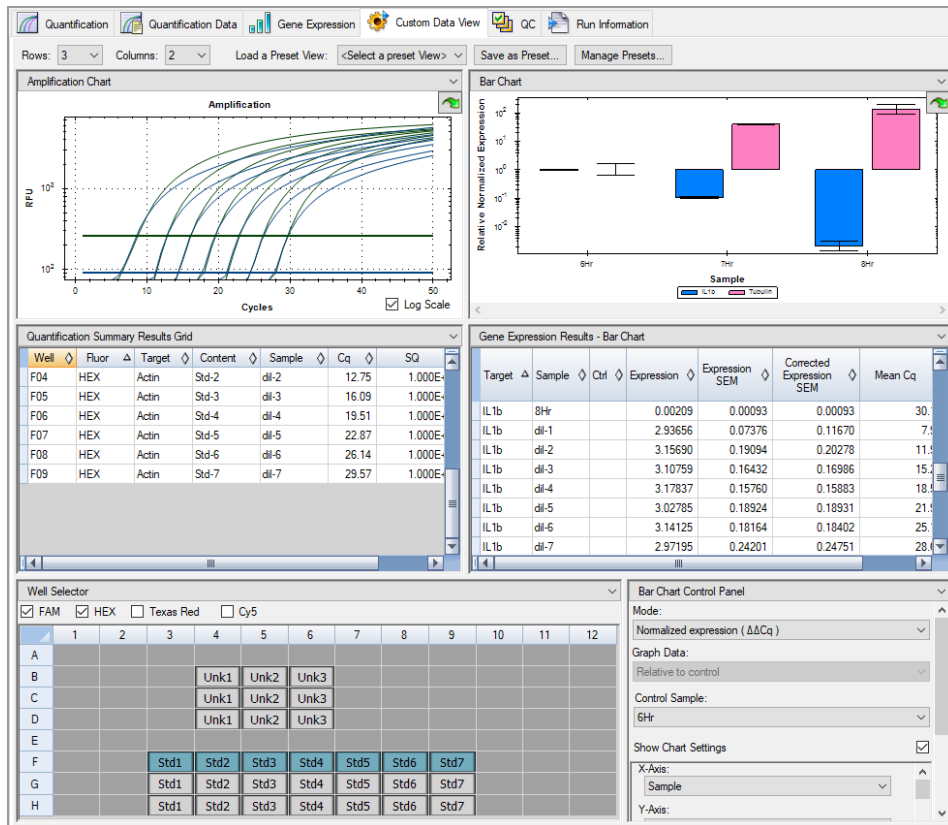 Quantification Quantification Data Gene Expression Custom Data View QC Run Information
Rows: 3 Columns: 2 Load a Preset View: <Select a preset View> Save as Preset... Manage Presets...
Amplification Chart
Amplification
RFU
10³
10²
0 10 20 30 40 50
Cycles
Log Scale
Bar Chart
Relative Normalized Expression
10²
10¹
10⁰
10⁻¹
10⁻²
6Hr 7Hr 8Hr
Sample
IL1b Tubulin
Quantification Summary Results Grid
Well Fluor Target Content Sample Cq SQ
F04 HEX Actin Std-2 dil-2 12.75 1.000E+
F05 HEX Actin Std-3 dil-3 16.09 1.000E+
F06 HEX Actin Std-4 dil-4 19.51 1.000E+
F07 HEX Actin Std-5 dil-5 22.87 1.000E+
F08 HEX Actin Std-6 dil-6 26.14 1.000E+
F09 HEX Actin Std-7 dil-7 29.57 1.000E+
Gene Expression Results - Bar Chart
Target Sample Ctrl Expression Expression SEM Corrected Expression SEM Mean Cq
IL1b 8Hr 0.00209 0.00093 0.00093 30.
IL1b dil-1 2.93656 0.07376 0.11670 7.
IL1b dil-2 3.15690 0.19094 0.20278 11.
IL1b dil-3 3.10759 0.16432 0.16986 15.
IL1b dil-4 3.17837 0.15760 0.15883 18.
IL1b dil-5 3.02785 0.18924 0.18931 21.
IL1b dil-6 3.14125 0.18164 0.18402 25.
IL1b dil-7 2.97195 0.24201 0.24751 28.
Well Selector
FAM HEX Texas Red Cy5
1 2 3 4 5 6 7 8 9 10 11 12
A
B Unk1 Unk2 Unk3
C Unk1 Unk2 Unk3
D Unk1 Unk2 Unk3
E
F Std1 Std2 Std3 Std4 Std5 Std6 Std7
G Std1 Std2 Std3 Std4 Std5 Std6 Std7
H Std1 Std2 Std3 Std4 Std5 Std6 Std7
Bar Chart Control Panel
Mode:
Normalized expression ( ΔΔCq )
Graph Data:
Relative to control
Control Sample:
6Hr
Show Chart Settings
X-Axis:
Sample
Y-Axis: